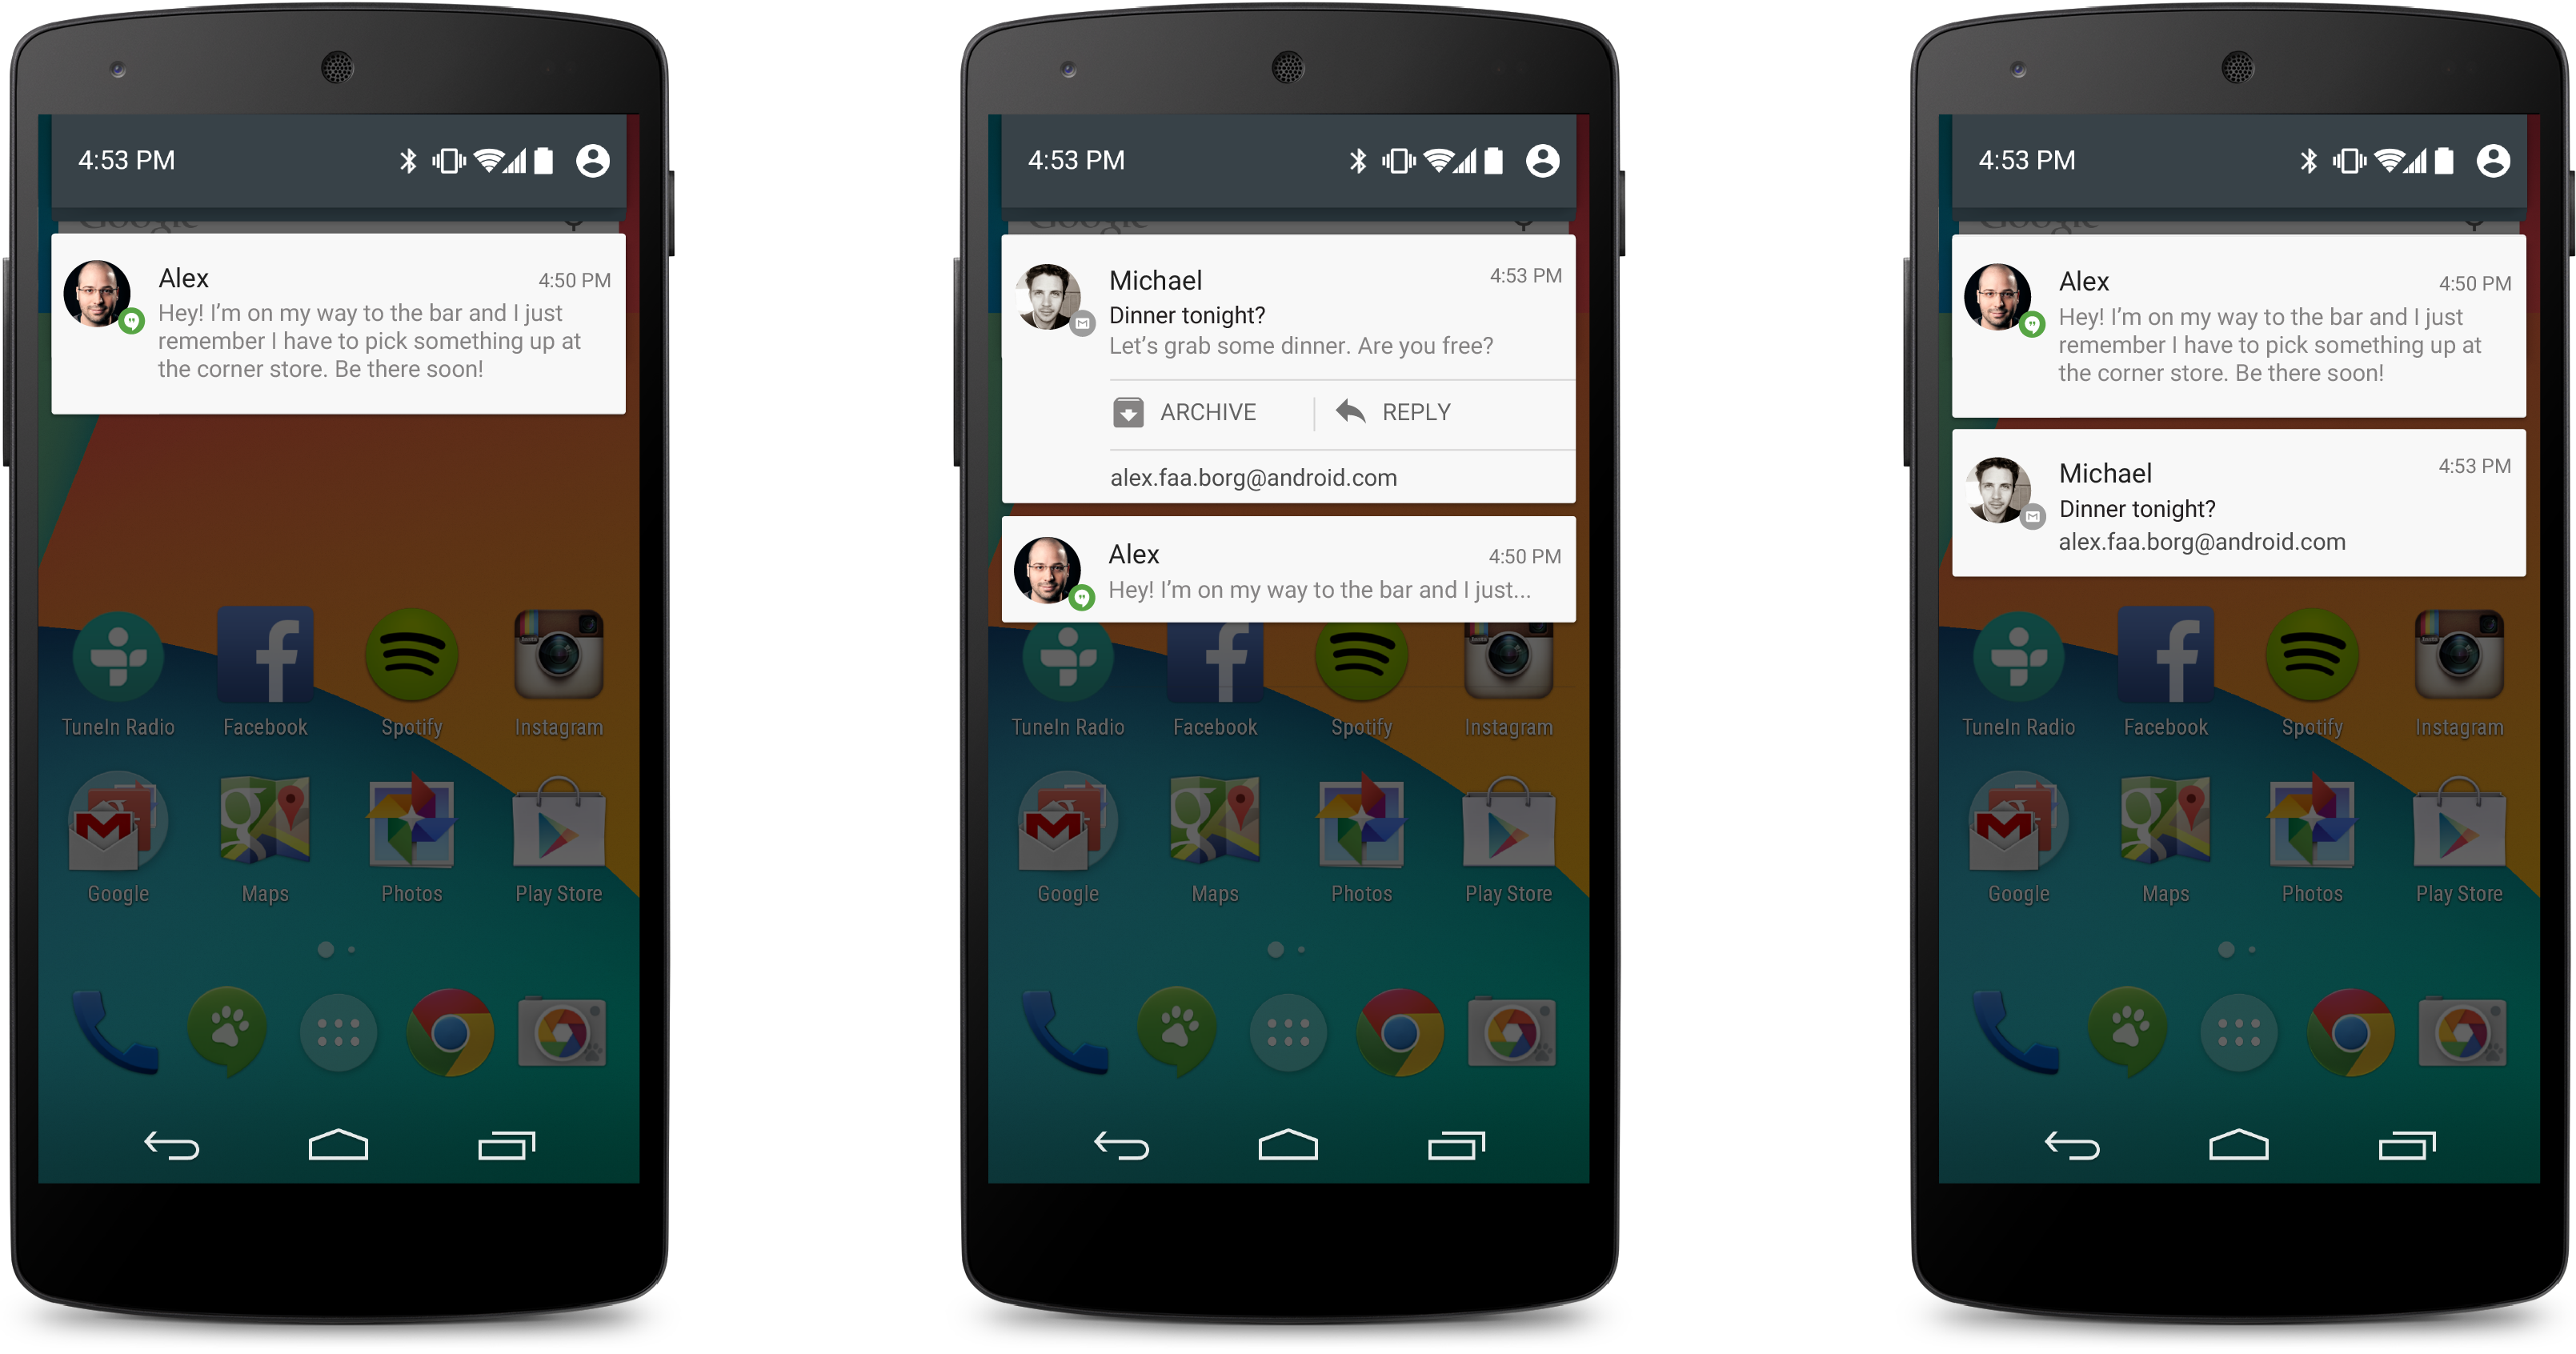 4:53 PM
Google
Alex
4:50 PM
Hey! I’m on my way to the bar and I just
remember I have to pick something up at
the corner store. Be there soon!
TuneIn Radio
Facebook
Spotify
Instagram
Google
Maps
Photos
Play Store
4:53 PM
Google
Michael
4:53 PM
Dinner tonight?
Let’s grab some dinner. Are you free?
ARCHIVE
REPLY
alex.faa.borg@android.com
Alex
4:50 PM
Hey! I’m on my way to the bar and I just...
TuneIn Radio
Facebook
Spotify
Instagram
Google
Maps
Photos
Play Store
4:53 PM
Google
Alex
4:50 PM
Hey! I’m on my way to the bar and I just
remember I have to pick something up at
the corner store. Be there soon!
Michael
4:53 PM
Dinner tonight?
alex.faa.borg@android.com
TuneIn Radio
Facebook
Spotify
Instagram
Google
Maps
Photos
Play Store